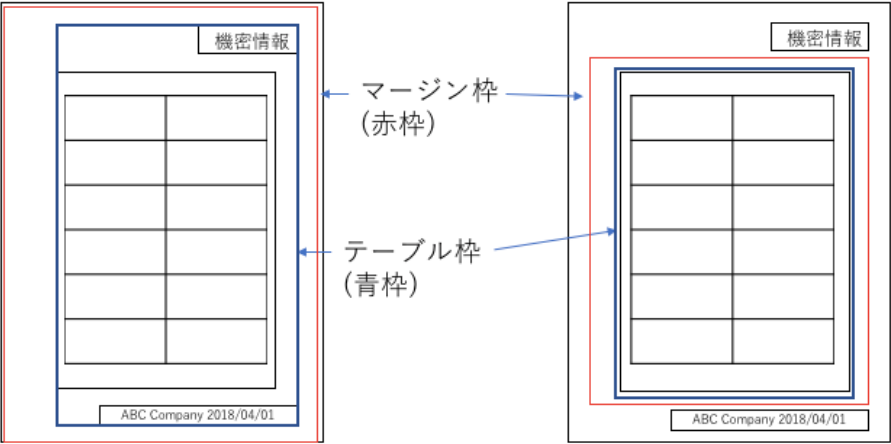 機密情報
機密情報
マージン枠
(赤枠)
テーブル枠
(青枠)
ABC Company 2018/04/01
ABC Company 2018/04/01